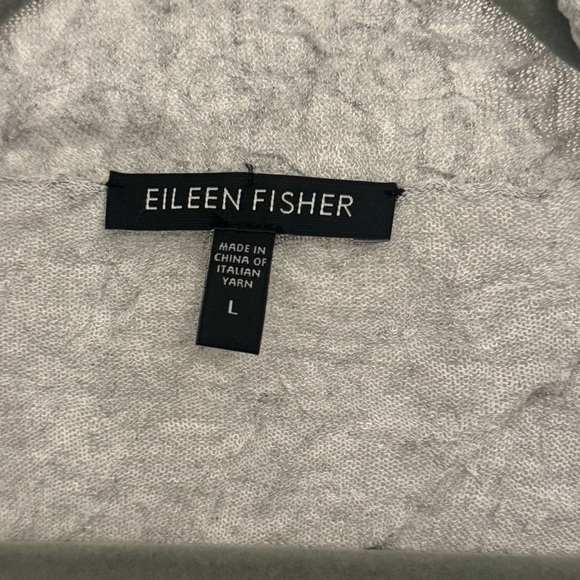 EILEEN FISHER
MADE IN
CHINA OF
ITALIAN
YARN
L